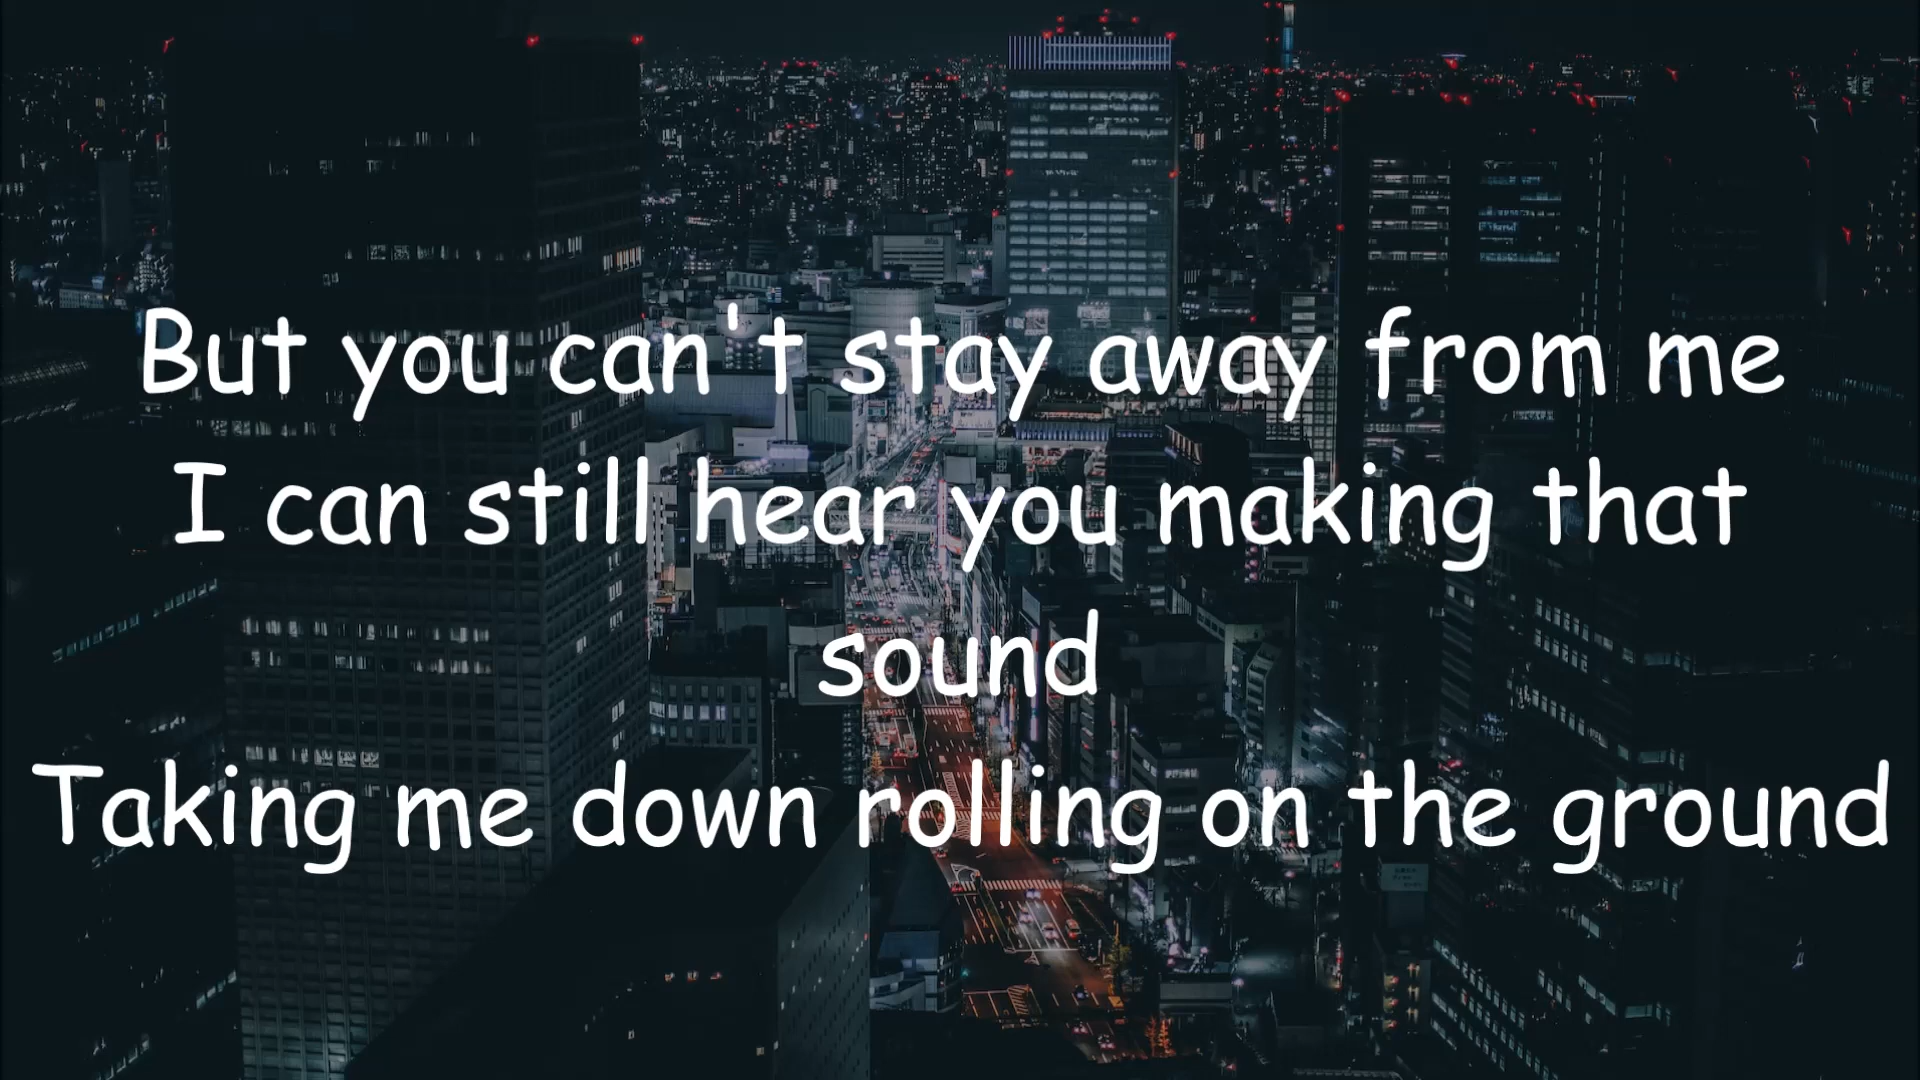 But you can't stay away from me
I can still hear you making that
sound
Taking me down rolling on the ground